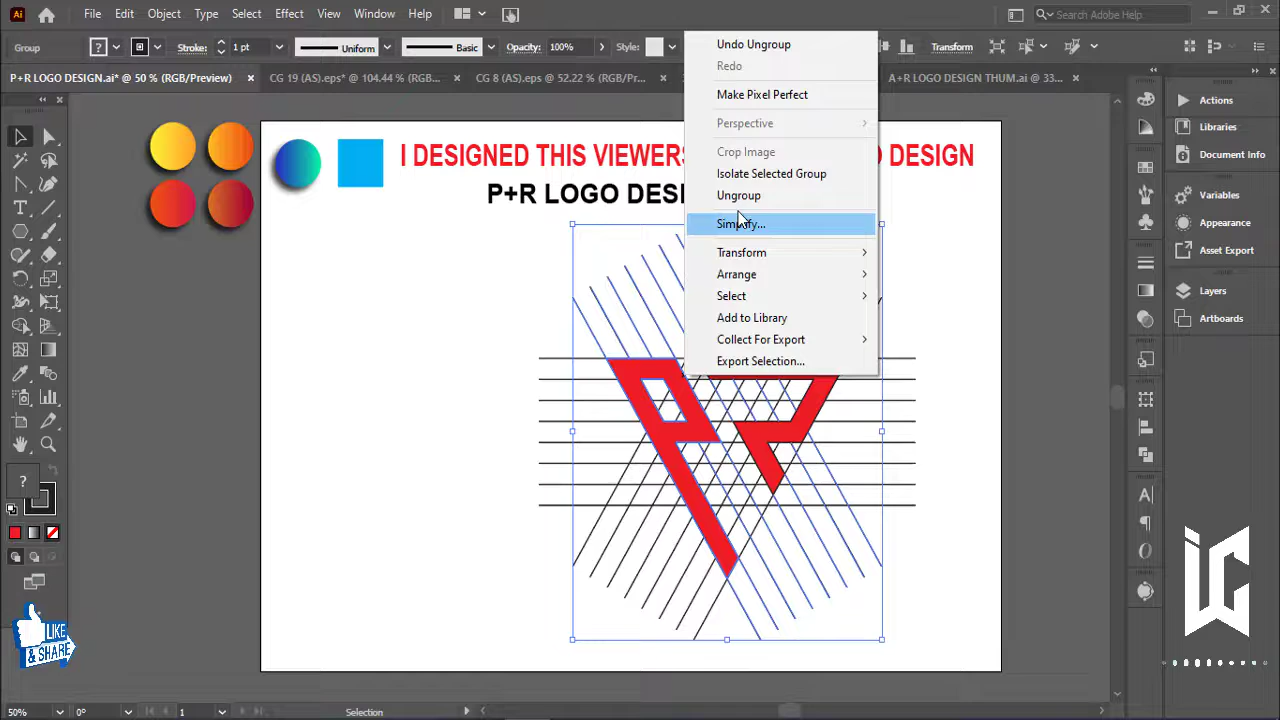 Ai
File Edit Object Type Select Effect View Window Help
Search Adobe Help
Group
?
Stroke: 1 pt
Uniform
Basic
Opacity: 100%
Style:
Transform
P+R LOGO DESIGN.ai* @ 50 % (RGB/Preview) ×
CG 19 (AS).eps* @ 104.44 % (RGB... ×
CG 8 (AS).eps @ 52.22 % (RGB/Pr... ×
A+R LOGO DESIGN THUM.ai @ 33... ×
Undo Ungroup
Redo
Make Pixel Perfect
Perspective
Crop Image
Isolate Selected Group
Ungroup
Simplify...
Transform
Arrange
Select
Add to Library
Collect For Export
Export Selection...
I DESIGNED THIS VIEWERS
DESIGN
P+R LOGO
Actions
Libraries
Document Info
Variables
Appearance
Asset Export
Layers
Artboards
?
LIKE
& SHARE
50%
0°
1
Selection